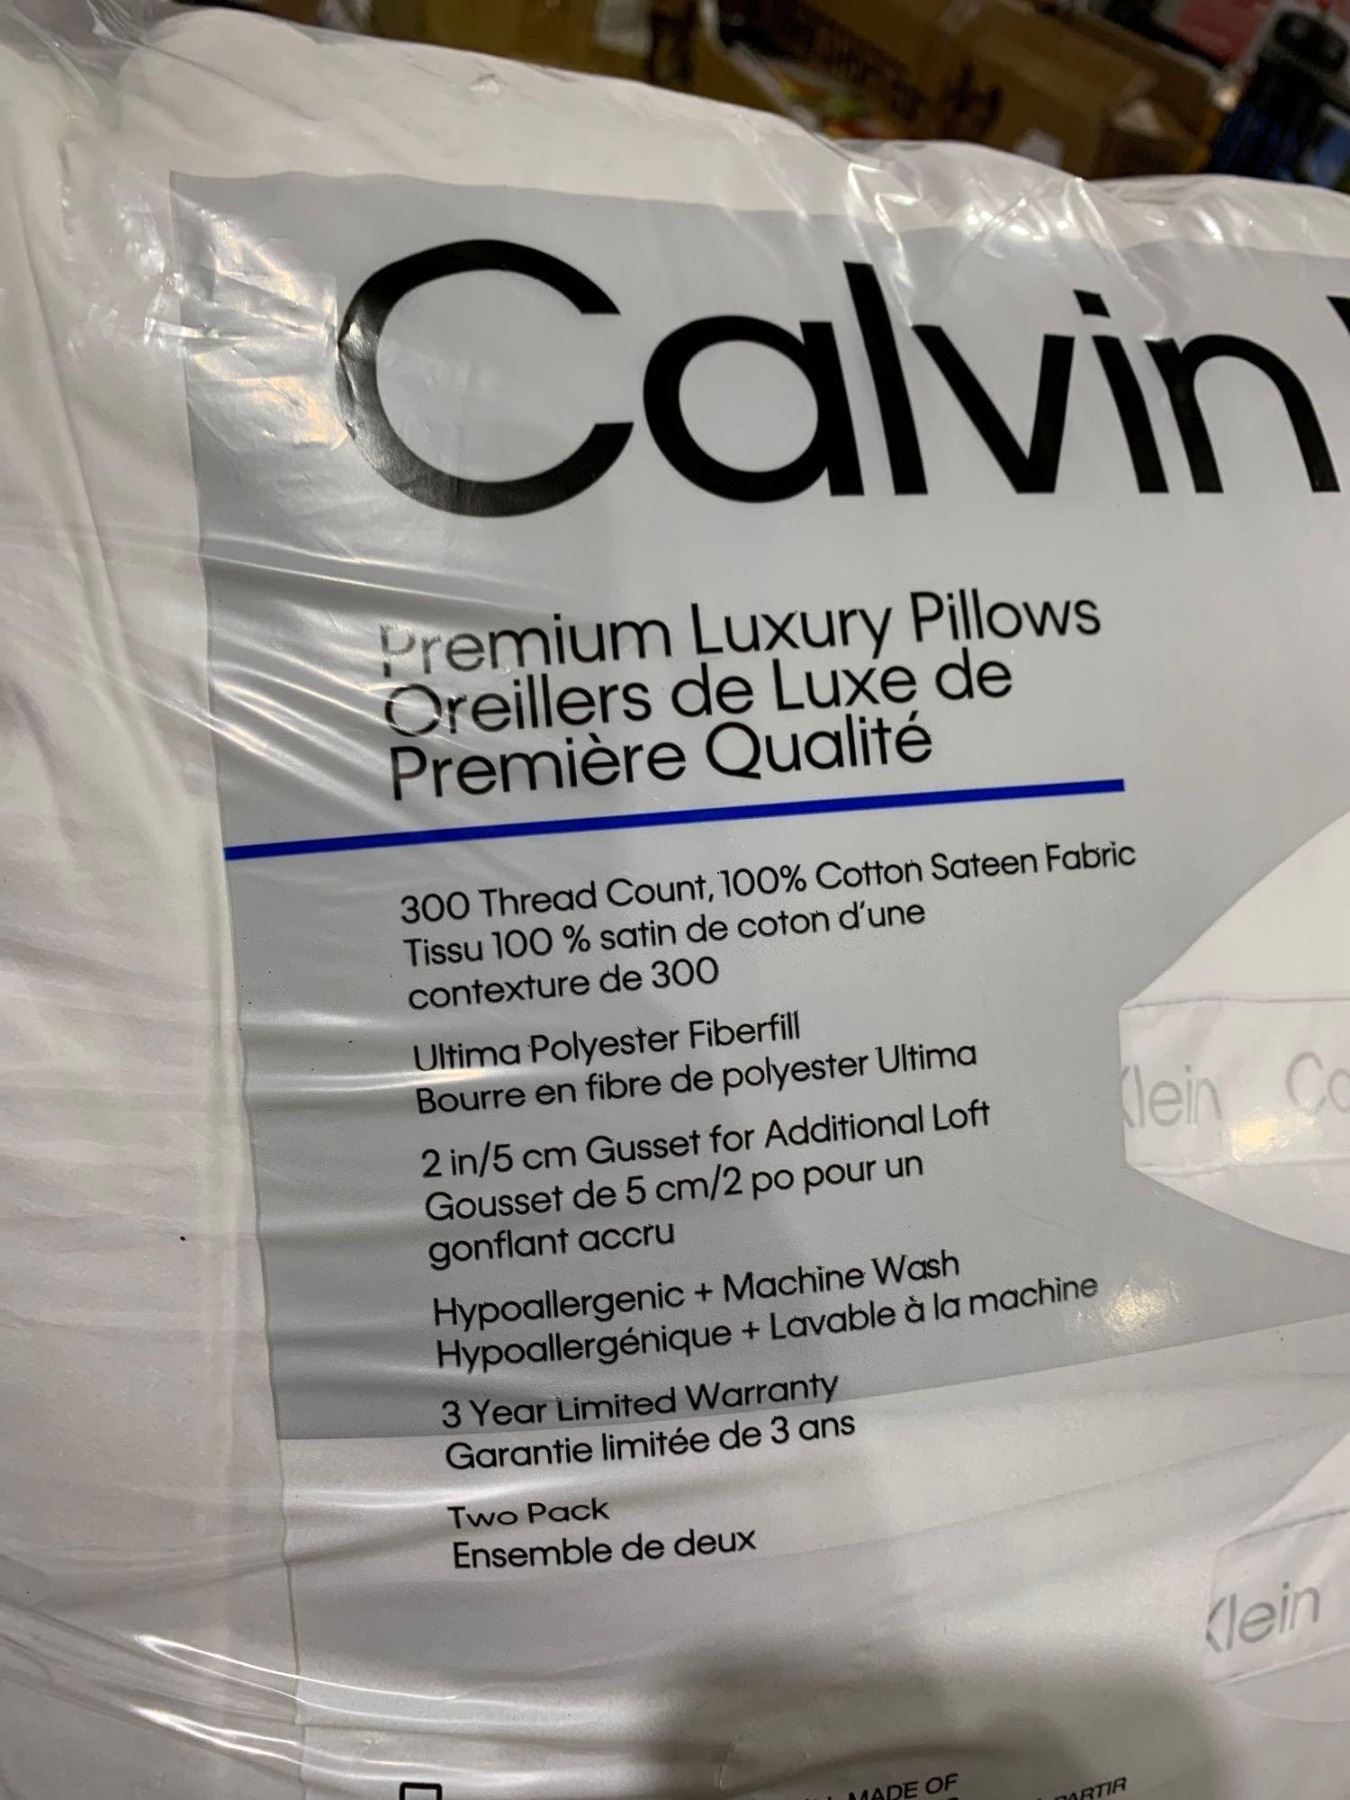 Calvin
Premium Luxury Pillows
Oreillers de Luxe de
Première Qualité
300 Thread Count, 100% Cotton Sateen Fabric
Tissu 100 % satin de coton d'une
contexture de 300
Ultima Polyester Fiberfill
Bourre en fibre de polyester Ultima
2 in/5 cm Gusset for Additional Loft
Gousset de 5 cm/2 po pour un
gonflant accru
Hypoallergenic + Machine Wash
Hypoallergénique + Lavable à la machine
3 Year Limited Warranty
Garantie limitée de 3 ans
Two Pack
Ensemble de deux
Klein Ca
Klein
MADE OF
PARTIR